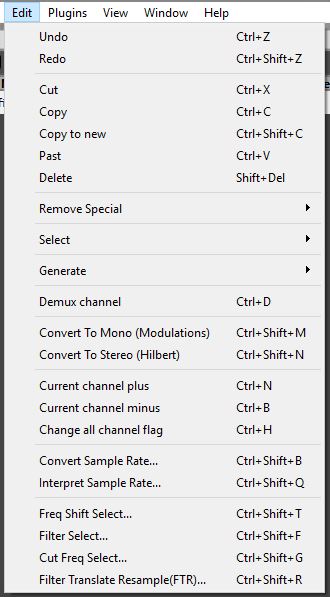 Edit Plugins View Window Help
Undo Ctrl+Z
Redo Ctrl+Shift+Z
Cut Ctrl+X
Copy Ctrl+C
Copy to new Ctrl+Shift+C
Past Ctrl+V
Delete Shift+Del
Remove Special
Select
Generate
Demux channel Ctrl+D
Convert To Mono (Modulations) Ctrl+Shift+M
Convert To Stereo (Hilbert) Ctrl+Shift+N
Current channel plus Ctrl+N
Current channel minus Ctrl+B
Change all channel flag Ctrl+H
Convert Sample Rate... Ctrl+Shift+B
Interpret Sample Rate... Ctrl+Shift+Q
Freq Shift Select... Ctrl+Shift+T
Filter Select... Ctrl+Shift+F
Cut Freq Select... Ctrl+Shift+G
Filter Translate Resample(FTR)... Ctrl+Shift+R